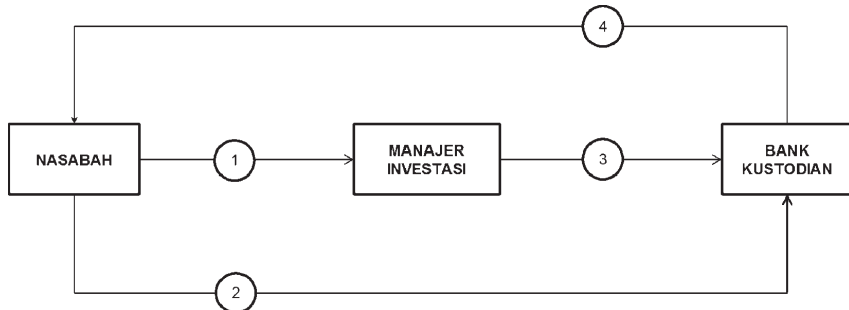 4
NASABAH
1
MANAJER
INVESTASI
3
BANK
KUSTODIAN
2